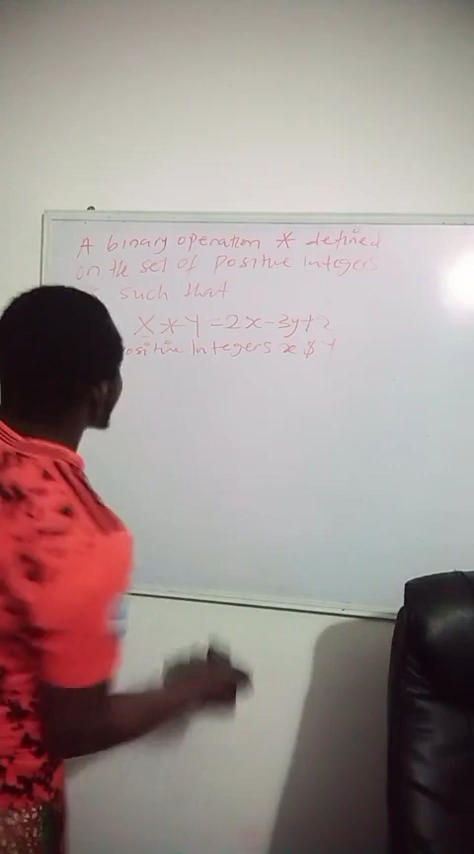 A binary operation * defined
on the set of positive integers
such that
X * Y = 2x - 3y + 2
ositive Integers x & Y